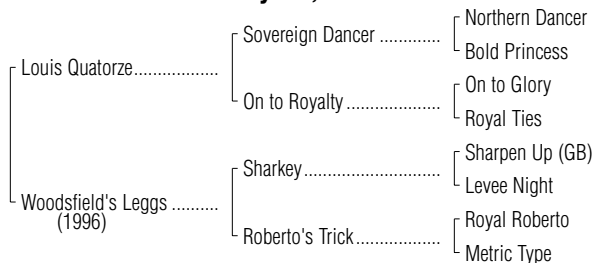 Northern Dancer
Sovereign Dancer .............
Bold Princess
Louis Quatorze..................
On to Glory
On to Royalty ....................
Royal Ties
Sharpen Up (GB)
Sharkey.............................
Levee Night
Woodsfield's Leggs ..........
(1996)
Royal Roberto
Roberto's Trick..................
Metric Type